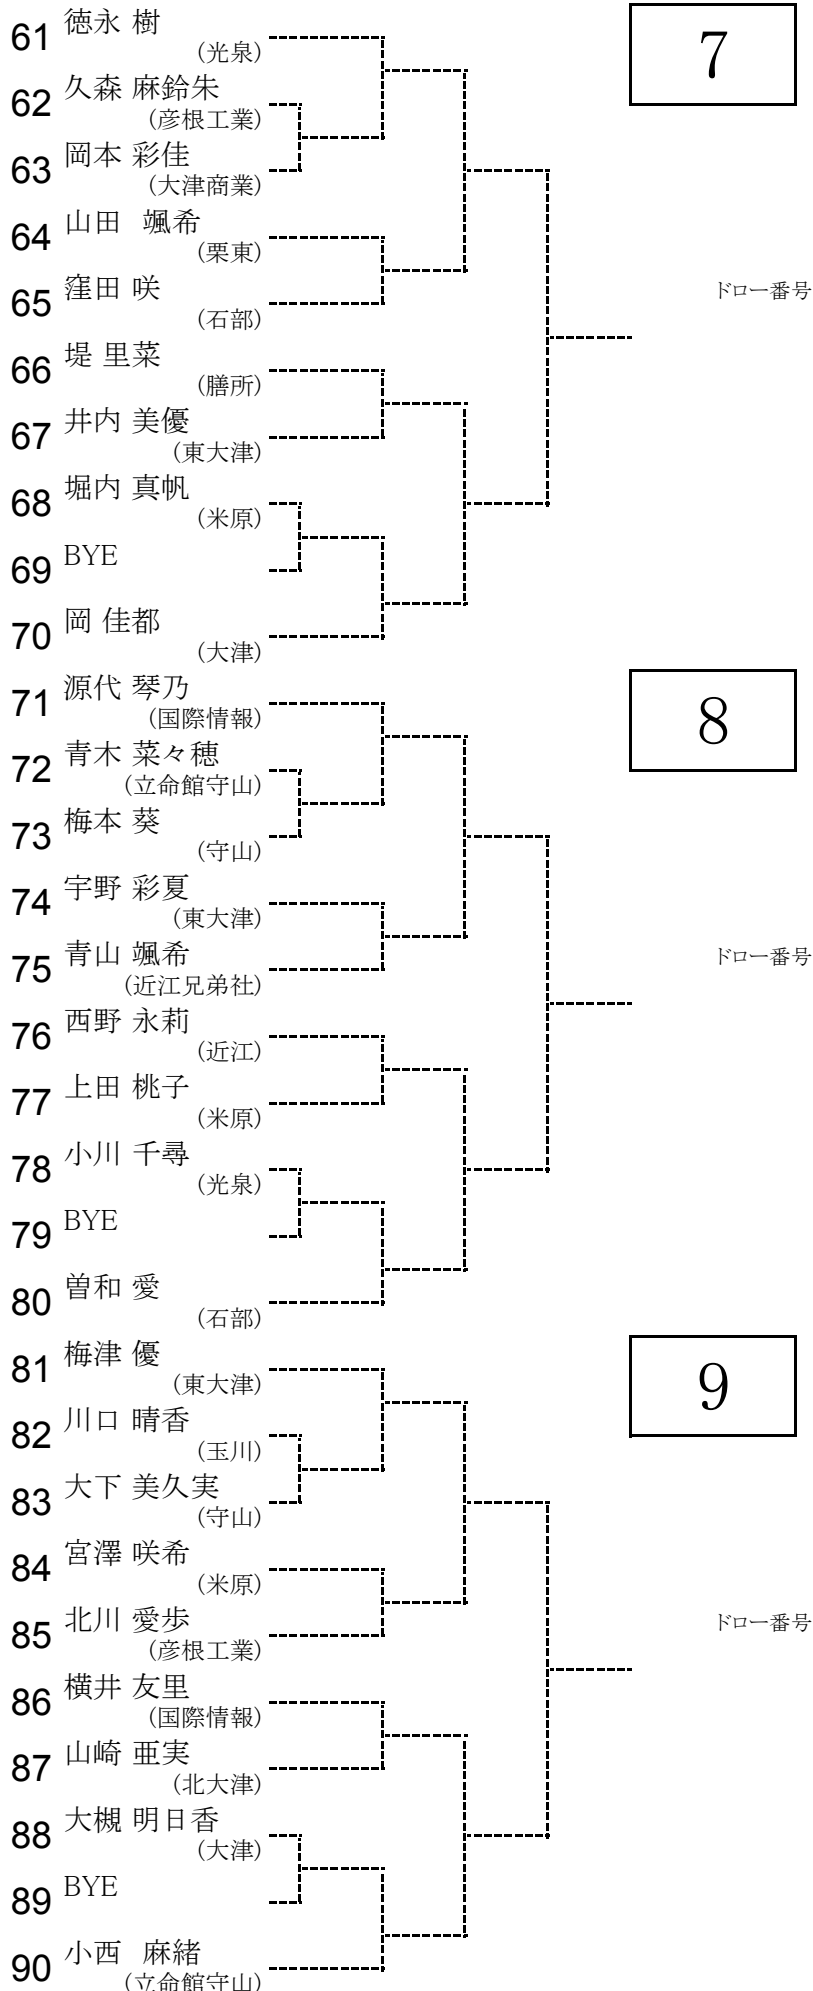 61 徳永 樹
(光泉)
7
62 久森 麻鈴朱
(彦根工業)
63 岡本 彩佳
(大津商業)
64 山田 颯希
(栗東)
65 窪田 咲
(石部)
ドロー番号
66 堤 里菜
(膳所)
67 井内 美優
(東大津)
68 堀内 真帆
(米原)
69 BYE
70 岡 佳都
(大津)
71 源代 琴乃
(国際情報)
8
72 青木 菜々穂
(立命館守山)
73 梅本 葵
(守山)
74 宇野 彩夏
(東大津)
75 青山 颯希
(近江兄弟社)
ドロー番号
76 西野 永莉
(近江)
77 上田 桃子
(米原)
78 小川 千尋
(光泉)
79 BYE
80 曽和 愛
(石部)
81 梅津 優
(東大津)
9
82 川口 晴香
(玉川)
83 大下 美久実
(守山)
84 宮澤 咲希
(米原)
85 北川 愛歩
(彦根工業)
ドロー番号
86 横井 友里
(国際情報)
87 山崎 亜実
(北大津)
88 大槻 明日香
(大津)
89 BYE
90 小西 麻緒
(立命館守山)